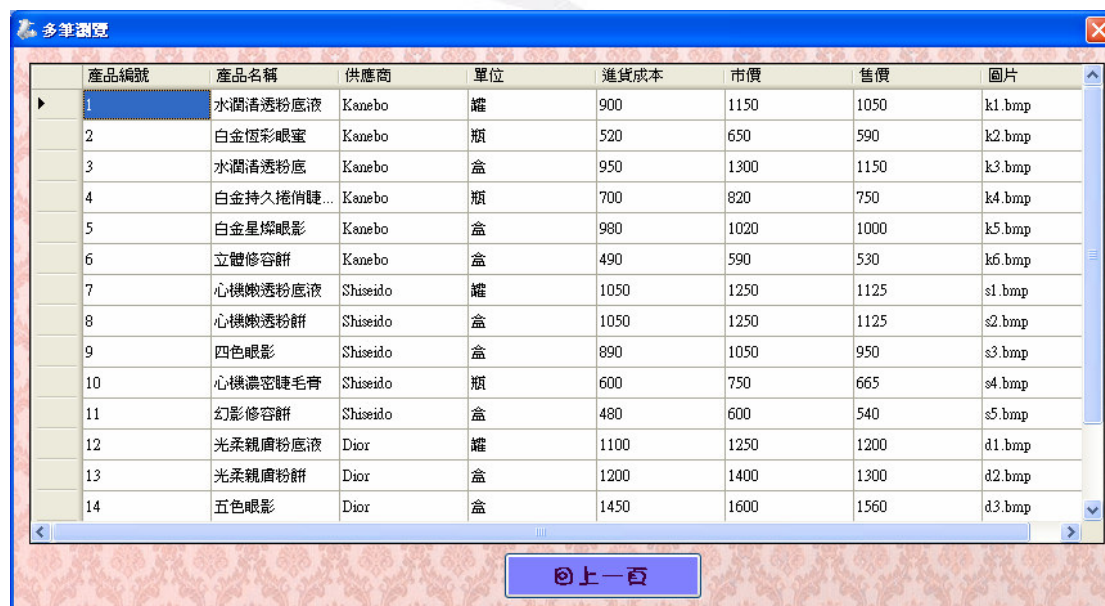 多筆瀏覽
產品編號 產品名稱 供應商 單位 進貨成本 市價 售價 圖片
1 水潤清透粉底液 Kanebo 罐 900 1150 1050 k1.bmp
2 白金恆彩眼蜜 Kanebo 瓶 520 650 590 k2.bmp
3 水潤清透粉底 Kanebo 盒 950 1300 1150 k3.bmp
4 白金持久捲俏睫... Kanebo 瓶 700 820 750 k4.bmp
5 白金星燦眼影 Kanebo 盒 980 1020 1000 k5.bmp
6 立體修容餅 Kanebo 盒 490 590 530 k6.bmp
7 心機嫩透粉底液 Shiseido 罐 1050 1250 1125 s1.bmp
8 心機嫩透粉餅 Shiseido 盒 1050 1250 1125 s2.bmp
9 四色眼影 Shiseido 盒 890 1050 950 s3.bmp
10 心機濃密睫毛膏 Shiseido 瓶 600 750 665 s4.bmp
11 幻影修容餅 Shiseido 盒 480 600 540 s5.bmp
12 光柔親膚粉底液 Dior 罐 1100 1250 1200 d1.bmp
13 光柔親膚粉餅 Dior 盒 1200 1400 1300 d2.bmp
14 五色眼影 Dior 盒 1450 1600 1560 d3.bmp
回上一頁